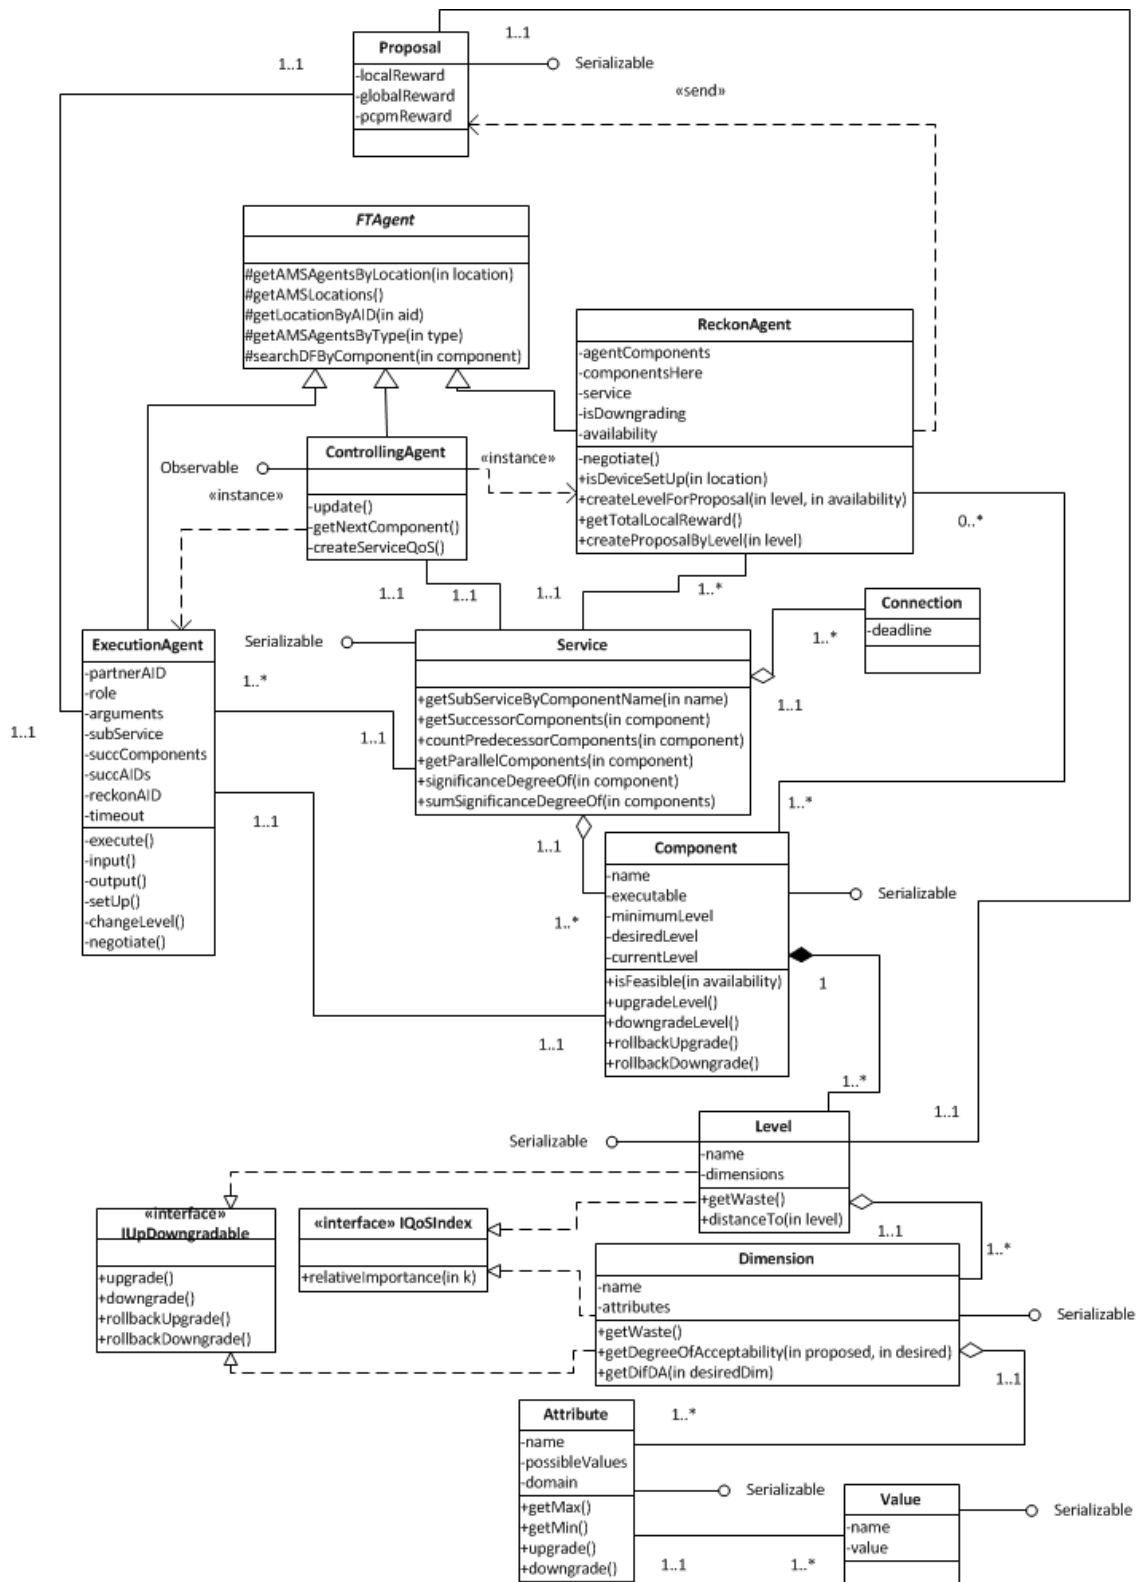 1..1
Proposal
1..1
Serializable
-localReward
-globalReward
-pcpmReward
«send»
FTAgent
#getAMSAgentsByLocation(in location)
#getAMSLocations()
#getLocationByAID(in aid)
#getAMSAgentsByType(in type)
#searchDFByComponent(in component)
ReckonAgent
-agentComponents
-componentsHere
-service
-isDowngrading
-availability
-negotiate()
+isDeviceSetUp(in location)
+createLevelForProposal(in level, in availability)
+getTotalLocalReward()
+createProposalByLevel(in level)
Observable
ControllingAgent
«instance»
«instance»
-update()
-getNextComponent()
-createServiceQoS()
0..*
1..1
1..1
1..1
1..*
Connection
-deadline
1..*
1..1
ExecutionAgent
-partnerAID
-role
-arguments
-subService
-succComponents
-succAIDs
-reckonAID
-timeout
-execute()
-input()
-output()
-setUp()
-changeLevel()
-negotiate()
Serializable
Service
+getSubServiceByComponentName(in name)
+getSuccessorComponents(in component)
+countPredecessorComponents(in component)
+getParallelComponents(in component)
+significanceDegreeOf(in component)
+sumSignificanceDegreeOf(in components)
1..*
1..1
1..1
1..1
1..1
1..*
1..*
Component
-name
-executable
-minimumLevel
-desiredLevel
-currentLevel
+isFeasible(in availability)
+upgradeLevel()
+downgradeLevel()
+rollbackUpgrade()
+rollbackDowngrade()
Serializable
1
1..1
1..*
1..1
Serializable
Level
-name
-dimensions
+getWaste()
+distanceTo(in level)
1..1
1..*
«interface»
IUpDowngradable
+upgrade()
+downgrade()
+rollbackUpgrade()
+rollbackDowngrade()
«interface» IQoSIndex
+relativeImportance(in k)
Dimension
-name
-attributes
+getWaste()
+getDegreeOfAcceptability(in proposed, in desired)
+getDifDA(in desiredDim)
Serializable
1..1
1..*
Attribute
-name
-possibleValues
-domain
+getMax()
+getMin()
+upgrade()
+downgrade()
Serializable
1..1
1..*
Value
-name
-value
Serializable